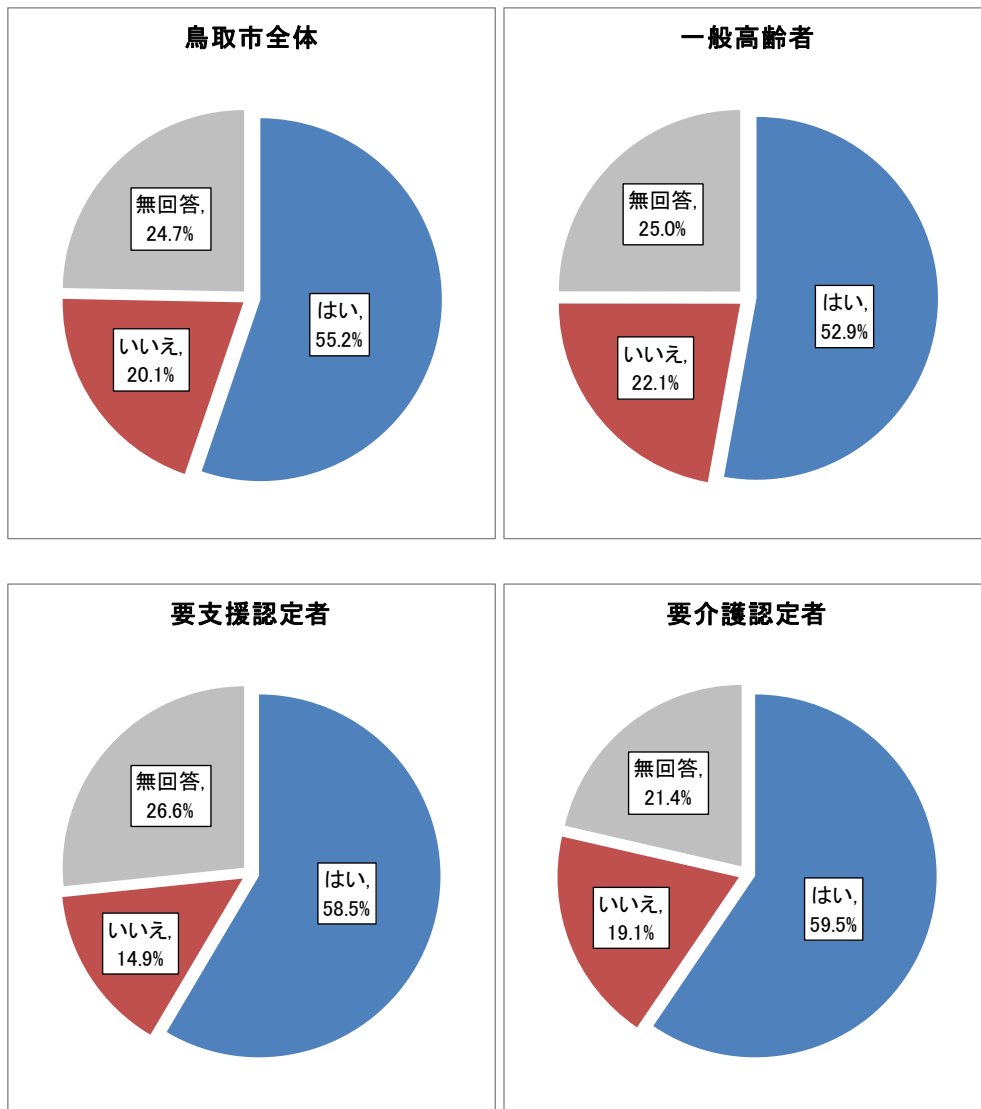 鳥取市全体
無回答,
24.7%
はい,
55.2%
いいえ,
20.1%
一般高齢者
無回答,
25.0%
はい,
52.9%
いいえ,
22.1%
要支援認定者
無回答,
26.6%
はい,
58.5%
いいえ,
14.9%
要介護認定者
無回答,
21.4%
はい,
59.5%
いいえ,
19.1%